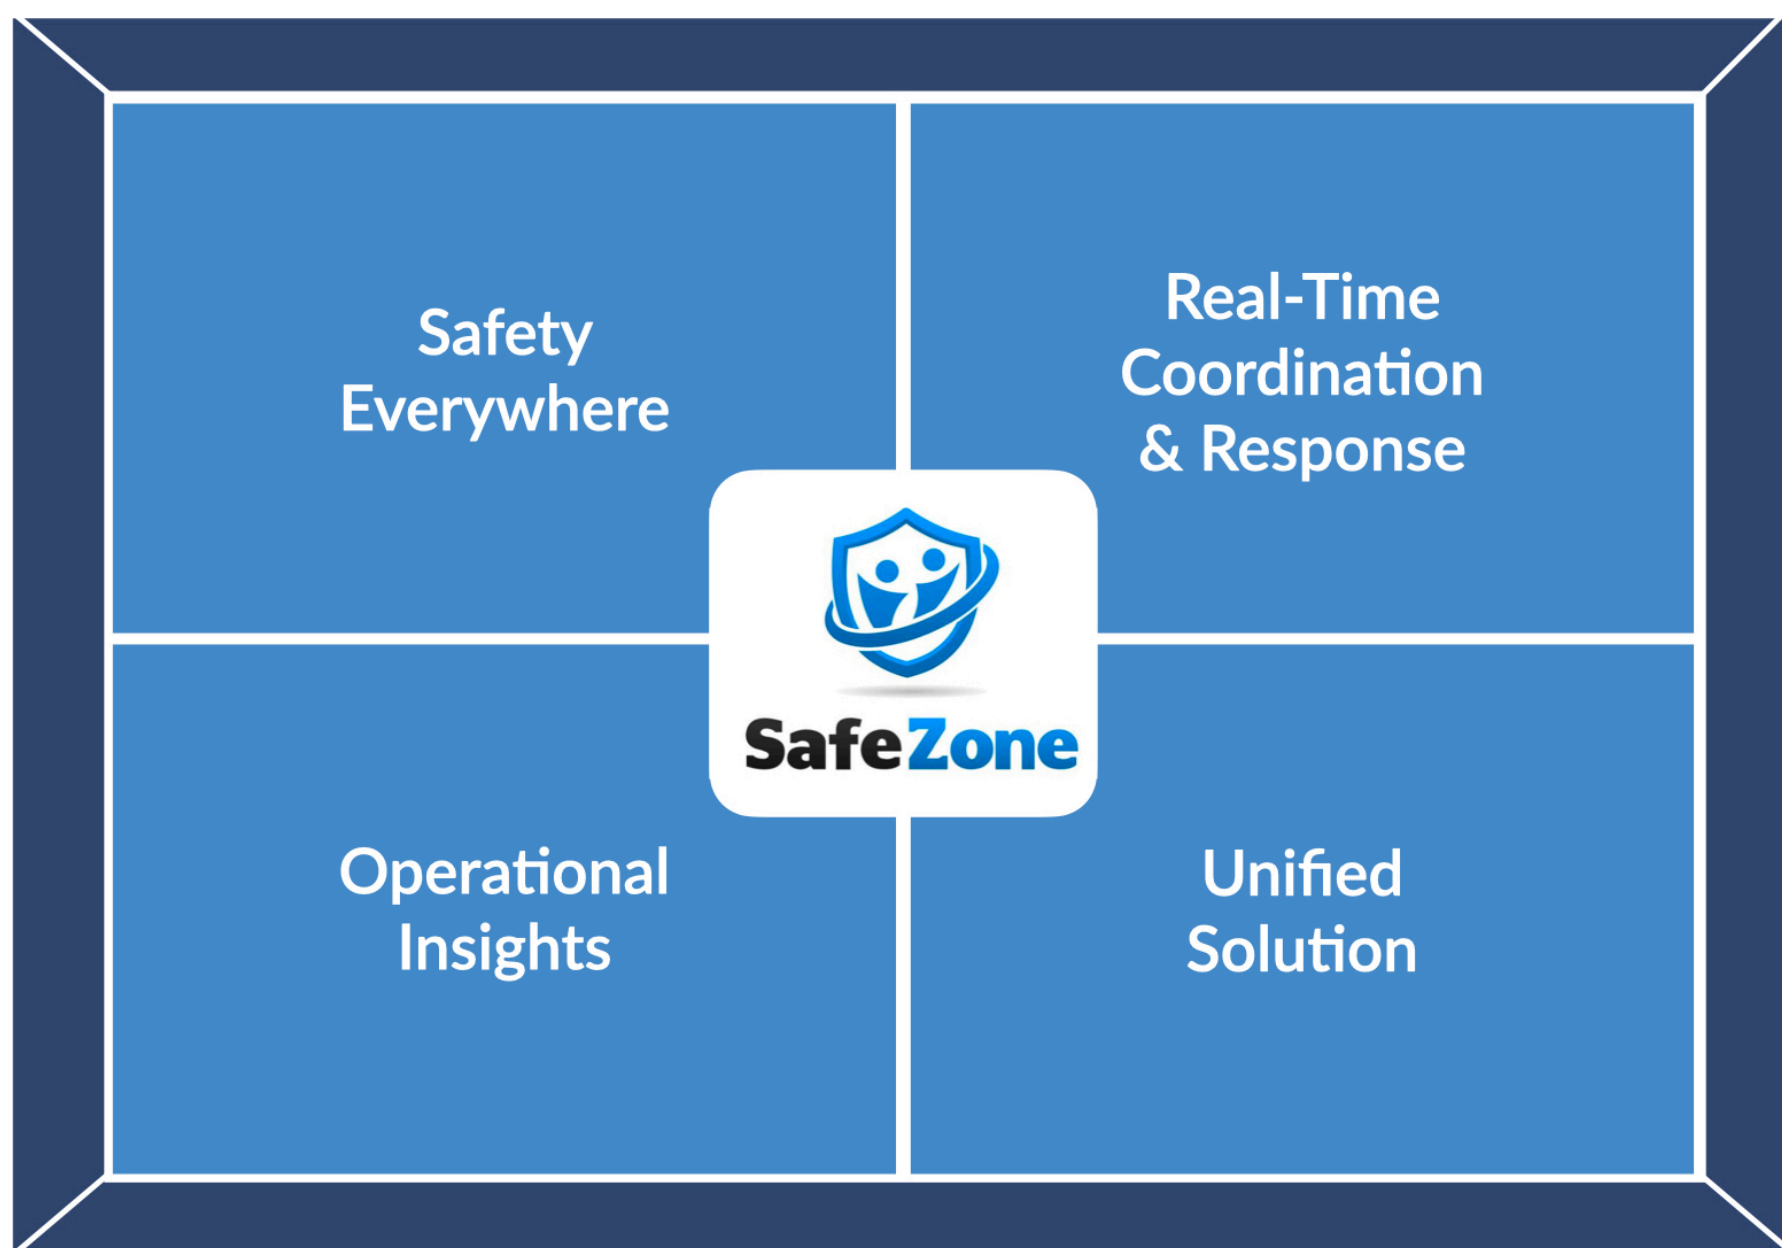 Safety
Everywhere
Real-Time
Coordination
& Response
SafeZone
Operational
Insights
Unified
Solution